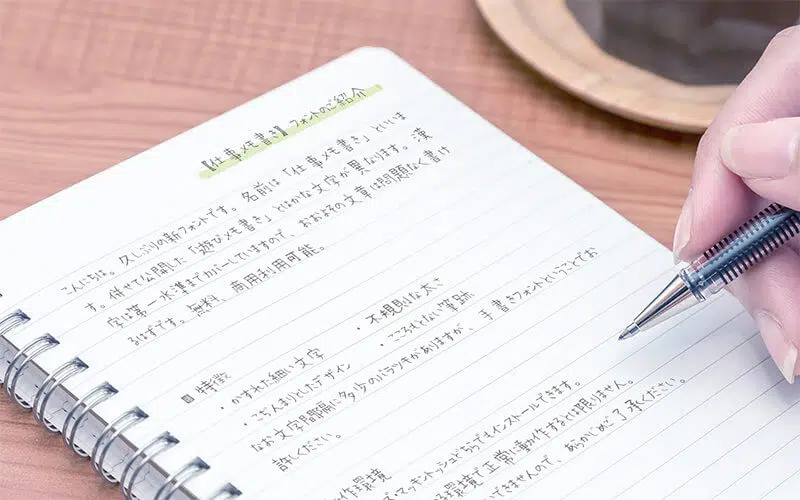 【仕事メモ書き】フォントのご紹介
こんにちは。久しぶりの新フォントです。名前は「仕事メモ書き」といいま
す。併せて公開した「遊びメモ書き」とはかな文字が異なります。漢
字は第一水準までカバーしていますので、おおよその文章は問題なく書け
るはずです。無料、商用利用可能。
■特徴
・かすれた細い文字 ・不規則な太さ
・こぢんまりとしたデザイン ・こころもとない筆跡
なお文字間隔に多少のバラツキがありますが、手書きフォントということでお
許しください。
作環境
ズ・マッキントッシュどちらでもインストールできます。
環境で正常に動作するとは限りません。
できませんので、あらかじめご了承ください。